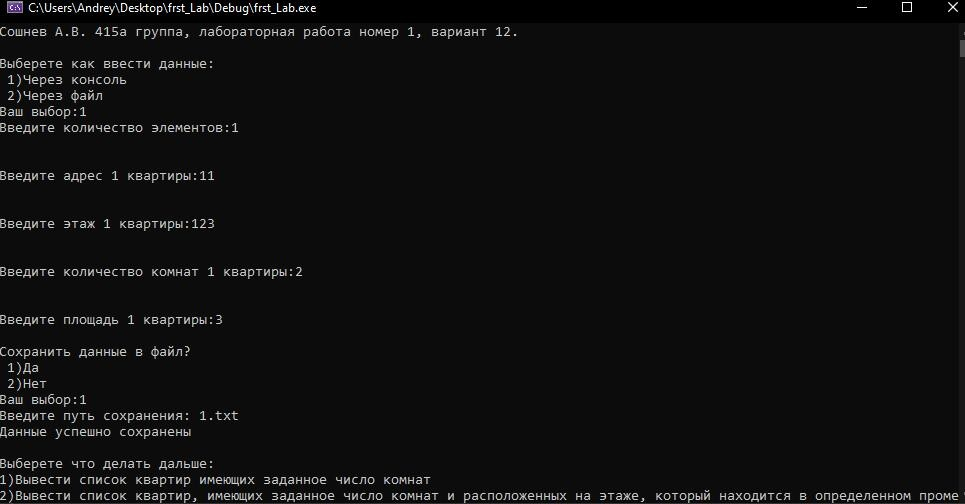 C:\Users\Andrey\Desktop\frst_Lab\Debug\frst_Lab.exe
Сошнев А.В. 415а группа, лабораторная работа номер 1, вариант 12.
Выберете как ввести данные:
1)Через консоль
2)Через файл
Ваш выбор:1
Введите количество элементов:1
Введите адрес 1 квартиры:11
Введите этаж 1 квартиры:123
Введите количество комнат 1 квартиры:2
Введите площадь 1 квартиры:3
Сохранить данные в файл?
1)Да
2)Нет
Ваш выбор:1
Введите путь сохранения: 1.txt
Данные успешно сохранены
Выберете что делать дальше:
1)Вывести список квартир имеющих заданное число комнат
2)Вывести список квартир, имеющих заданное число комнат и расположенных на этаже, который находится в определенном проме